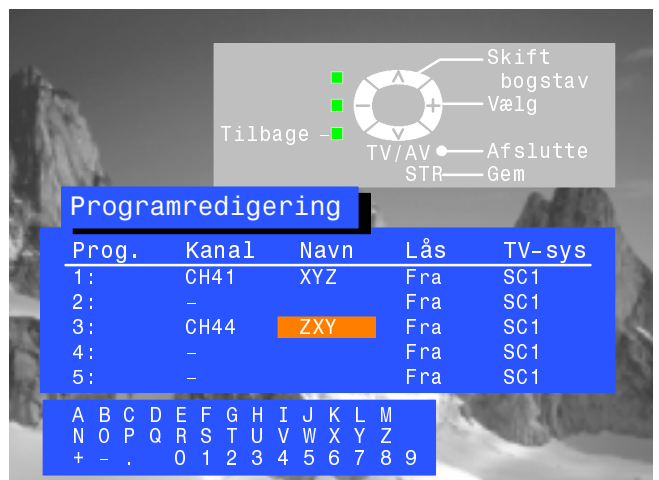 Skift
bogstav
Vælg
Tilbage
TV/AV Afslutte
STR Gem
Programredigering
Prog. Kanal Navn Lås TV-sys
1: CH41 XYZ Fra SC1
2: - Fra SC1
3: CH44 ZXY Fra SC1
4: - Fra SC1
5: - Fra SC1
A B C D E F G H I J K L M
N O P Q R S T U V W X Y Z
+ - . 0 1 2 3 4 5 6 7 8 9